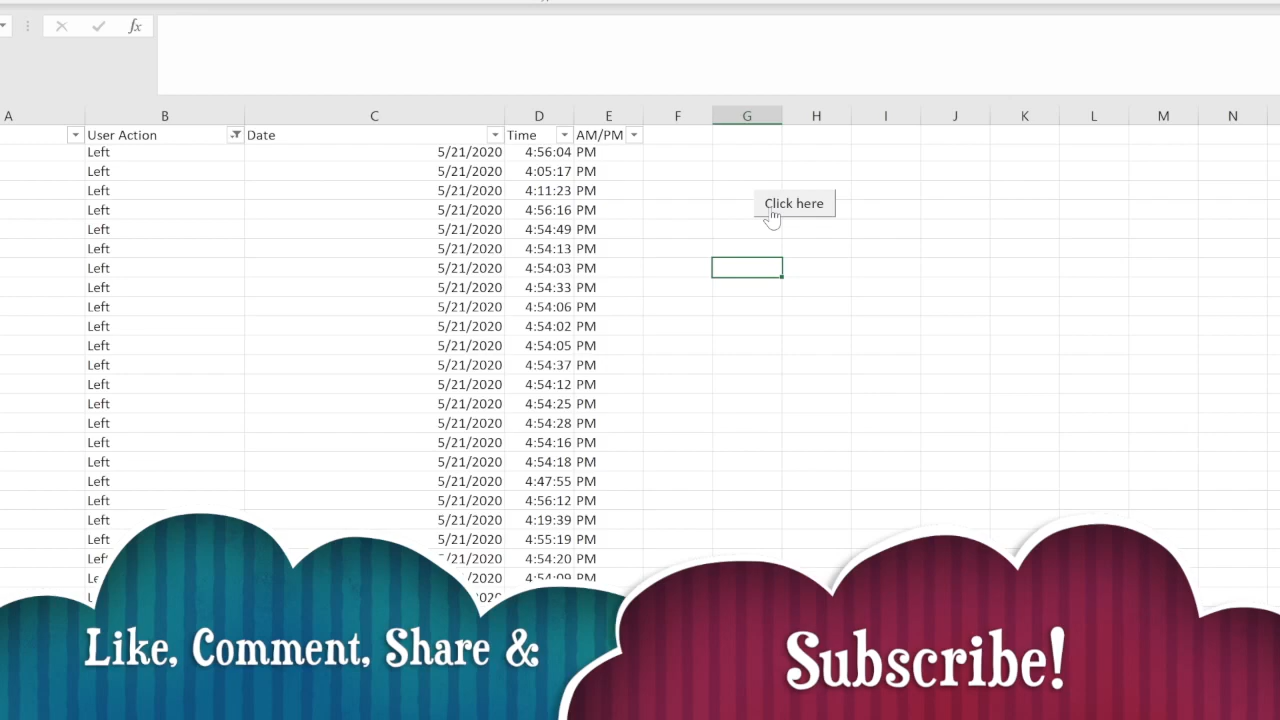 fx
A B C D E F G H I J K L M N
User Action Date Time AM/PM
Left 5/21/2020 4:56:04 PM
Left 5/21/2020 4:05:17 PM
Left 5/21/2020 4:11:23 PM
Click here
Left 5/21/2020 4:56:16 PM
Left 5/21/2020 4:54:49 PM
Left 5/21/2020 4:54:13 PM
Left 5/21/2020 4:54:03 PM
Left 5/21/2020 4:54:33 PM
Left 5/21/2020 4:54:06 PM
Left 5/21/2020 4:54:02 PM
Left 5/21/2020 4:54:05 PM
Left 5/21/2020 4:54:37 PM
Left 5/21/2020 4:54:12 PM
Left 5/21/2020 4:54:25 PM
Left 5/21/2020 4:54:28 PM
Left 5/21/2020 4:54:16 PM
Left 5/21/2020 4:54:18 PM
Left 5/21/2020 4:47:55 PM
Left 5/21/2020 4:56:12 PM
Left 5/21/2020 4:19:39 PM
Left 5/21/2020 4:55:19 PM
4:54:20 PM
4:54:09 PM
Like, Comment, Share &
Subscribe!